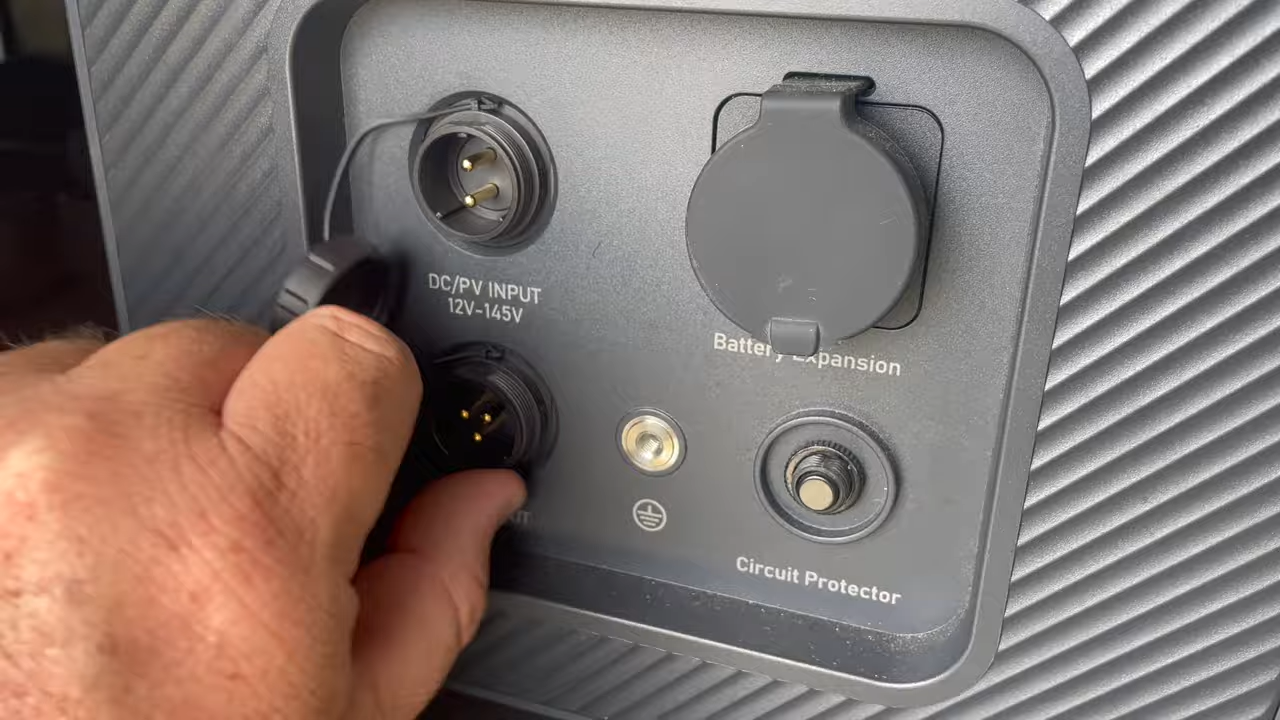 DC/PV INPUT
12V-145V
Battery Expansion
Circuit Protector